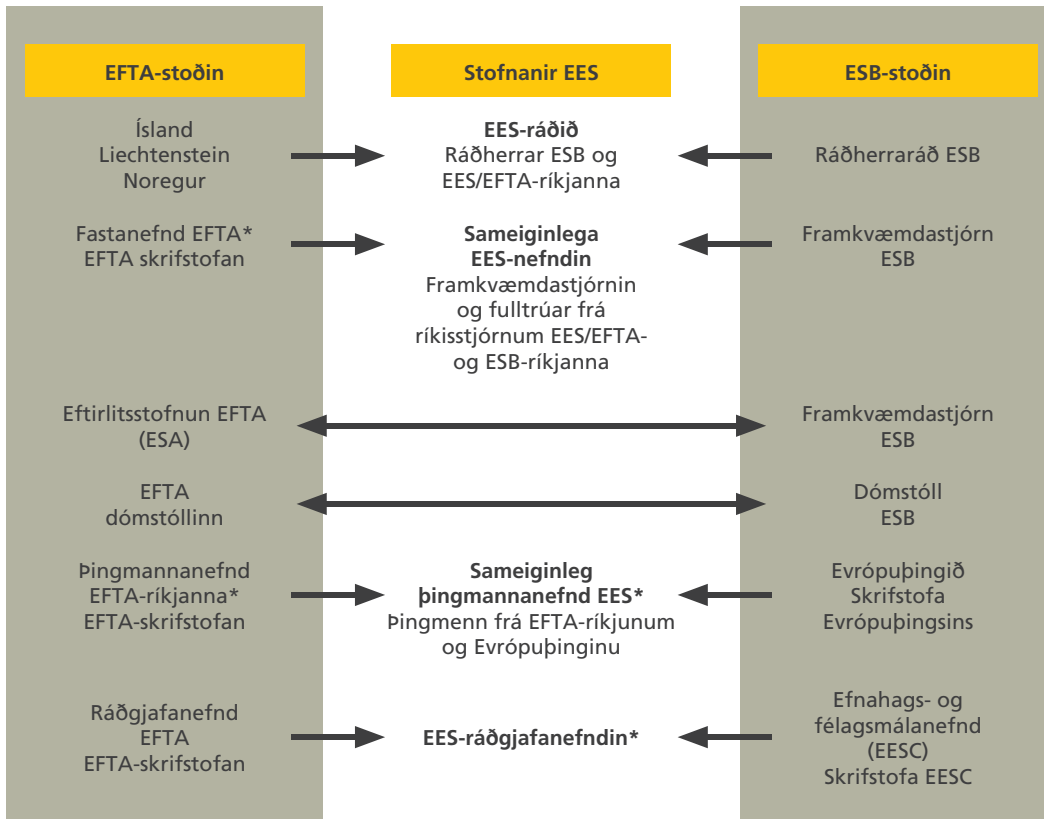 EFTA-stoðin
Stofnanir EES
ESB-stoðin
Ísland
Liechtenstein
Noregur
EES-ráðið
Ráðherrar ESB og
EES/EFTA-ríkjanna
Ráðherraráð ESB
Fastanefnd EFTA*
EFTA skrifstofan
Sameiginlega
EES-nefndin
Framkvæmdastjórnin
og fulltrúar frá
ríkisstjórnum EES/EFTA-
og ESB-ríkjanna
Framkvæmdastjórn
ESB
Eftirlitsstofnun EFTA
(ESA)
Framkvæmdastjórn
ESB
EFTA
dómstóllinn
Dómstóll
ESB
Þingmannanefnd
EFTA-ríkjanna*
EFTA-skrifstofan
Sameiginleg
þingmannanefnd EES*
Þingmenn frá EFTA-ríkjunum
og Evrópuþinginu
Evrópuþingið
Skrifstofa
Evrópuþingsins
Ráðgjafanefnd
EFTA
EFTA-skrifstofan
EES-ráðgjafanefndin*
Efnahags- og
félagsmálanefnd
(EESC)
Skrifstofa EESC